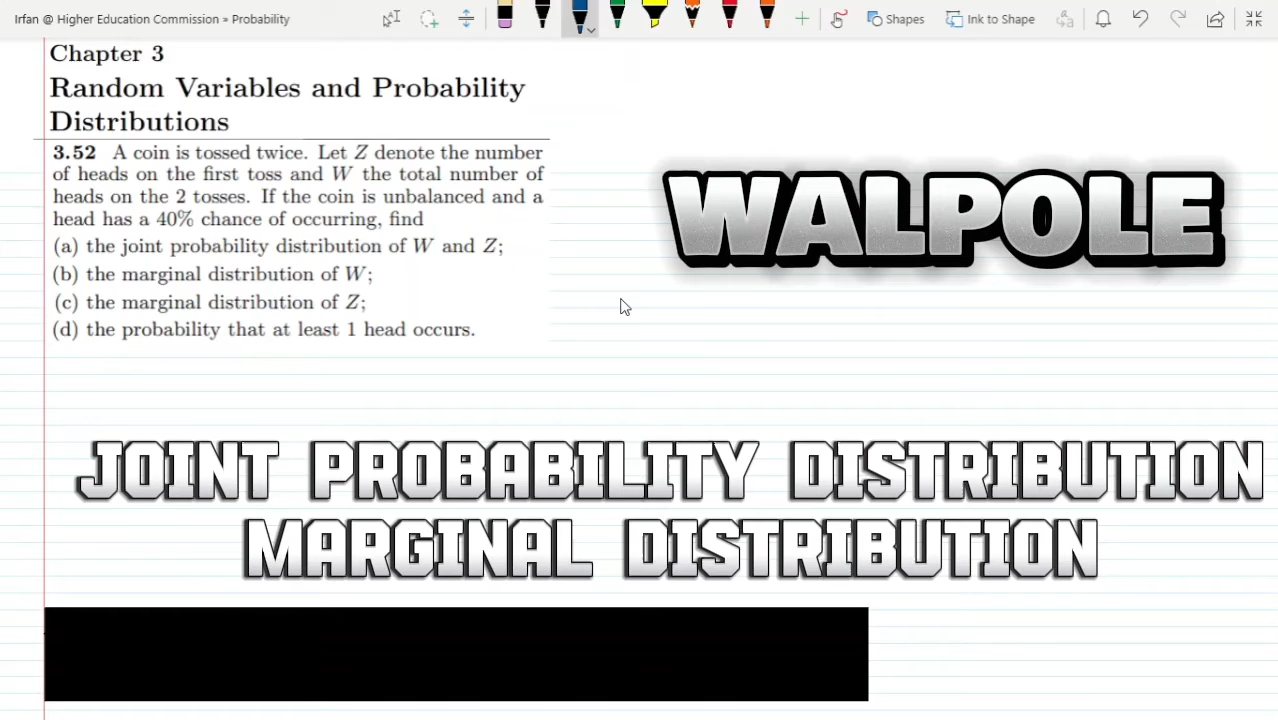 Irfan @ Higher Education Commission » Probability
Shapes
Ink to Shape
Chapter 3
Random Variables and Probability
Distributions
3.52 A coin is tossed twice. Let Z denote the number
of heads on the first toss and W the total number of
heads on the 2 tosses. If the coin is unbalanced and a
head has a 40% chance of occurring, find
(a) the joint probability distribution of W and Z;
(b) the marginal distribution of W;
(c) the marginal distribution of Z;
(d) the probability that at least 1 head occurs.
WALPOLE
JOINT PROBABILITY DISTRIBUTION
MARGINAL DISTRIBUTION